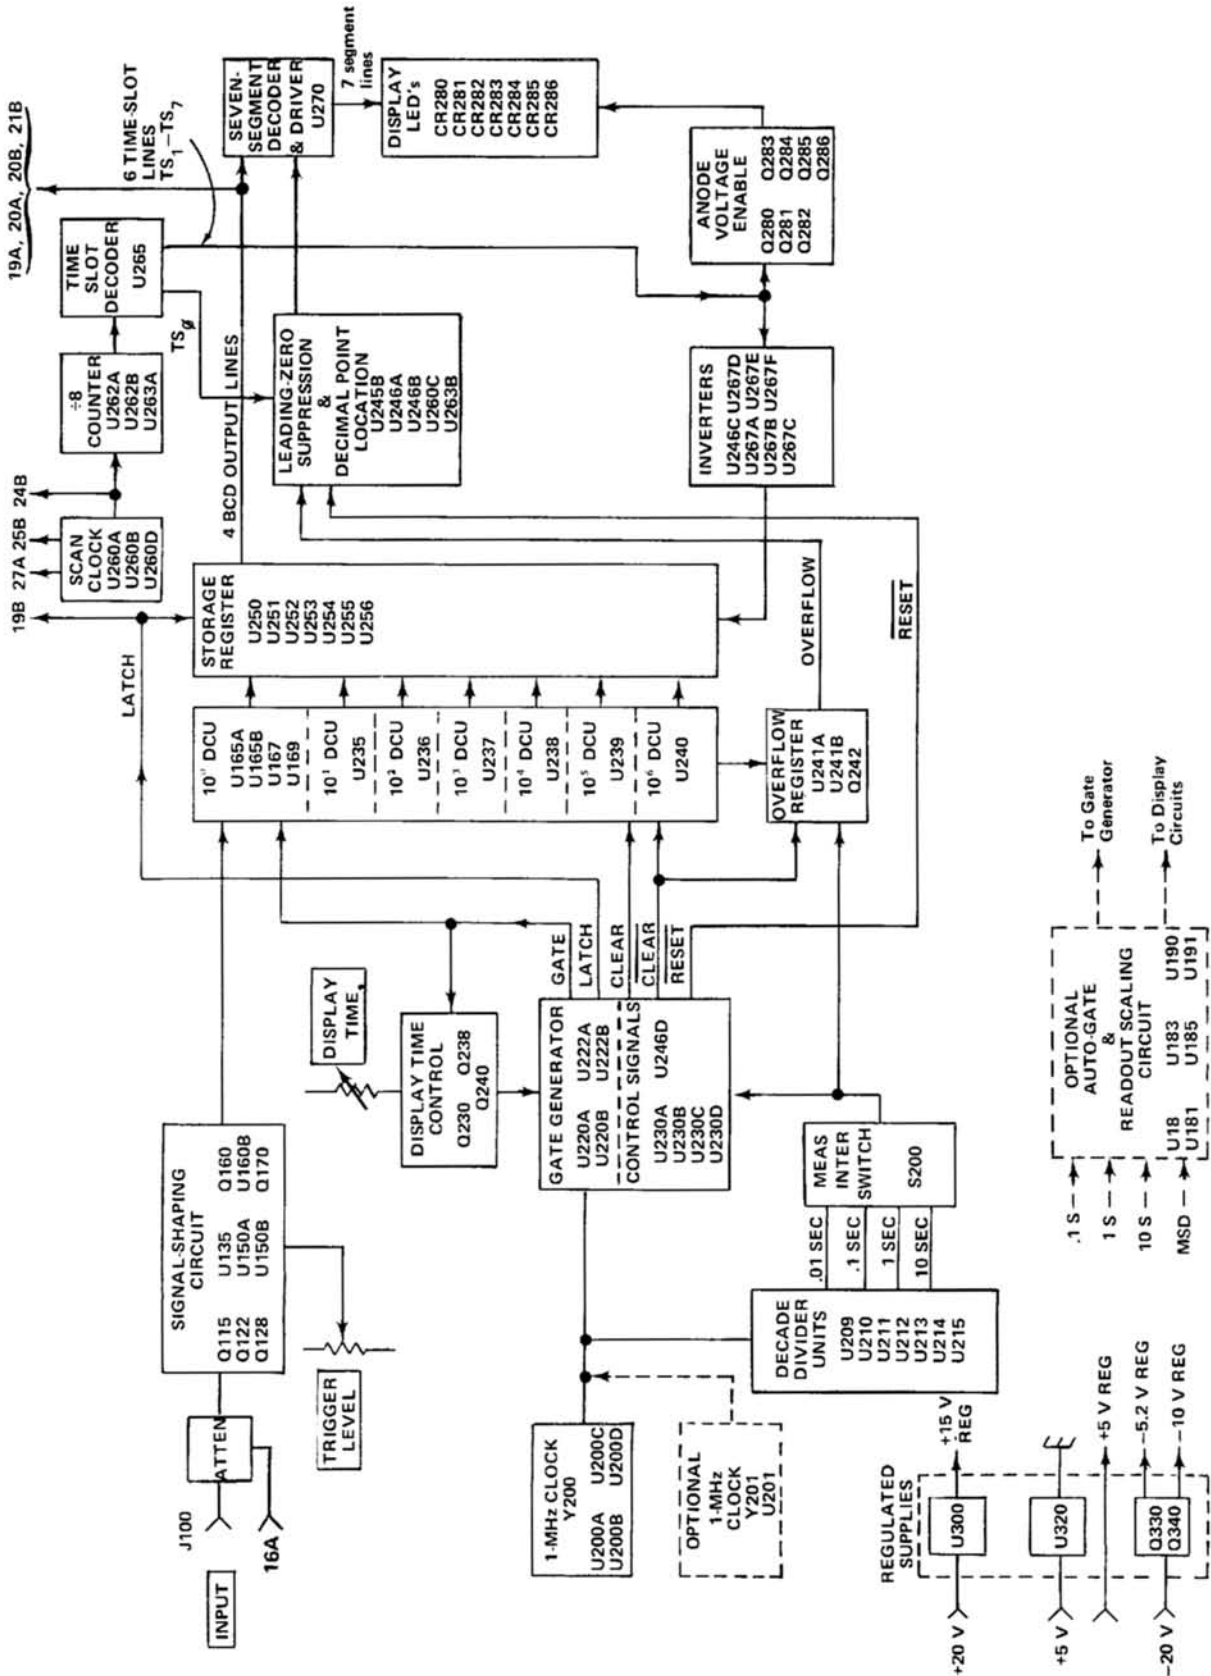 INPUT
J100
16A
ATTEN
TRIGGER
LEVEL
SIGNAL-SHAPING
CIRCUIT
Q115 U135 Q160
Q122 U150A U160B
Q128 U150B Q170
DISPLAY
TIME
DISPLAY TIME
CONTROL
Q230 Q238
Q240
1-MHz CLOCK
Y200
U200A U200C
U200B U200D
OPTIONAL
1-MHz
CLOCK
Y201
U201
GATE GENERATOR
U220A U222A
U220B U222B
CONTROL SIGNALS
U230A U246D
U230B
U230C
U230D
GATE
LATCH
CLEAR
CLEAR
RESET
DECADE
DIVIDER
UNITS
U209
U210
U211
U212
U213
U214
U215
.01 SEC
.1 SEC
1 SEC
10 SEC
MEAS
INTER
SWITCH
S200
LATCH
10⁰ DCU
U165A
U165B
U167
U169
10¹ DCU
U235
10² DCU
U236
10³ DCU
U237
10⁴ DCU
U238
10⁵ DCU
U239
10⁶ DCU
U240
OVERFLOW
REGISTER
U241A
U241B
Q242
OVERFLOW
RESET
STORAGE
REGISTER
U250
U251
U252
U253
U254
U255
U256
19B 27A 25B 24B
SCAN
CLOCK
U260A
U260B
U260D
÷8
COUNTER
U262A
U262B
U263A
TIME
SLOT
DECODER
U265
TSø
19A, 20A, 20B, 21B
6 TIME-SLOT
LINES
TS₁–TS₇
4 BCD OUTPUT LINES
LEADING-ZERO
SUPPRESSION
&
DECIMAL POINT
LOCATION
U245B
U246A
U246B
U260C
U263B
SEVEN-
SEGMENT
DECODER
& DRIVER
U270
7 segment
lines
DISPLAY
LED's
CR280
CR281
CR282
CR283
CR284
CR285
CR286
ANODE
VOLTAGE
ENABLE
Q280 Q283
Q281 Q284
Q282 Q285
Q286
INVERTERS
U246C U267D
U267A U267E
U267B U267F
U267C
REGULATED
SUPPLIES
+20 V
U300
+15 V
REG
+5 V
U320
+5 V REG
-20 V
Q330
Q340
-5.2 V REG
-10 V REG
.1 S
1 S
10 S
MSD
OPTIONAL
AUTO-GATE
&
READOUT SCALING
CIRCUIT
U18 U183 U190
U181 U185 U191
To Gate
Generator
To Display
Circuits